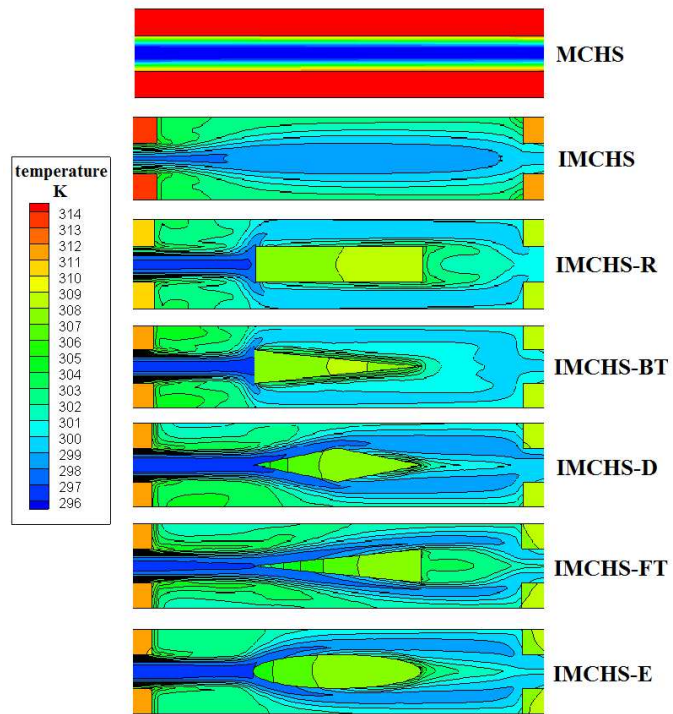 MCHS
IMCHS
temperature
K
314
313
312
311
310
309
308
307
306
305
304
303
302
301
300
299
298
297
296
IMCHS-R
IMCHS-BT
IMCHS-D
IMCHS-FT
IMCHS-E